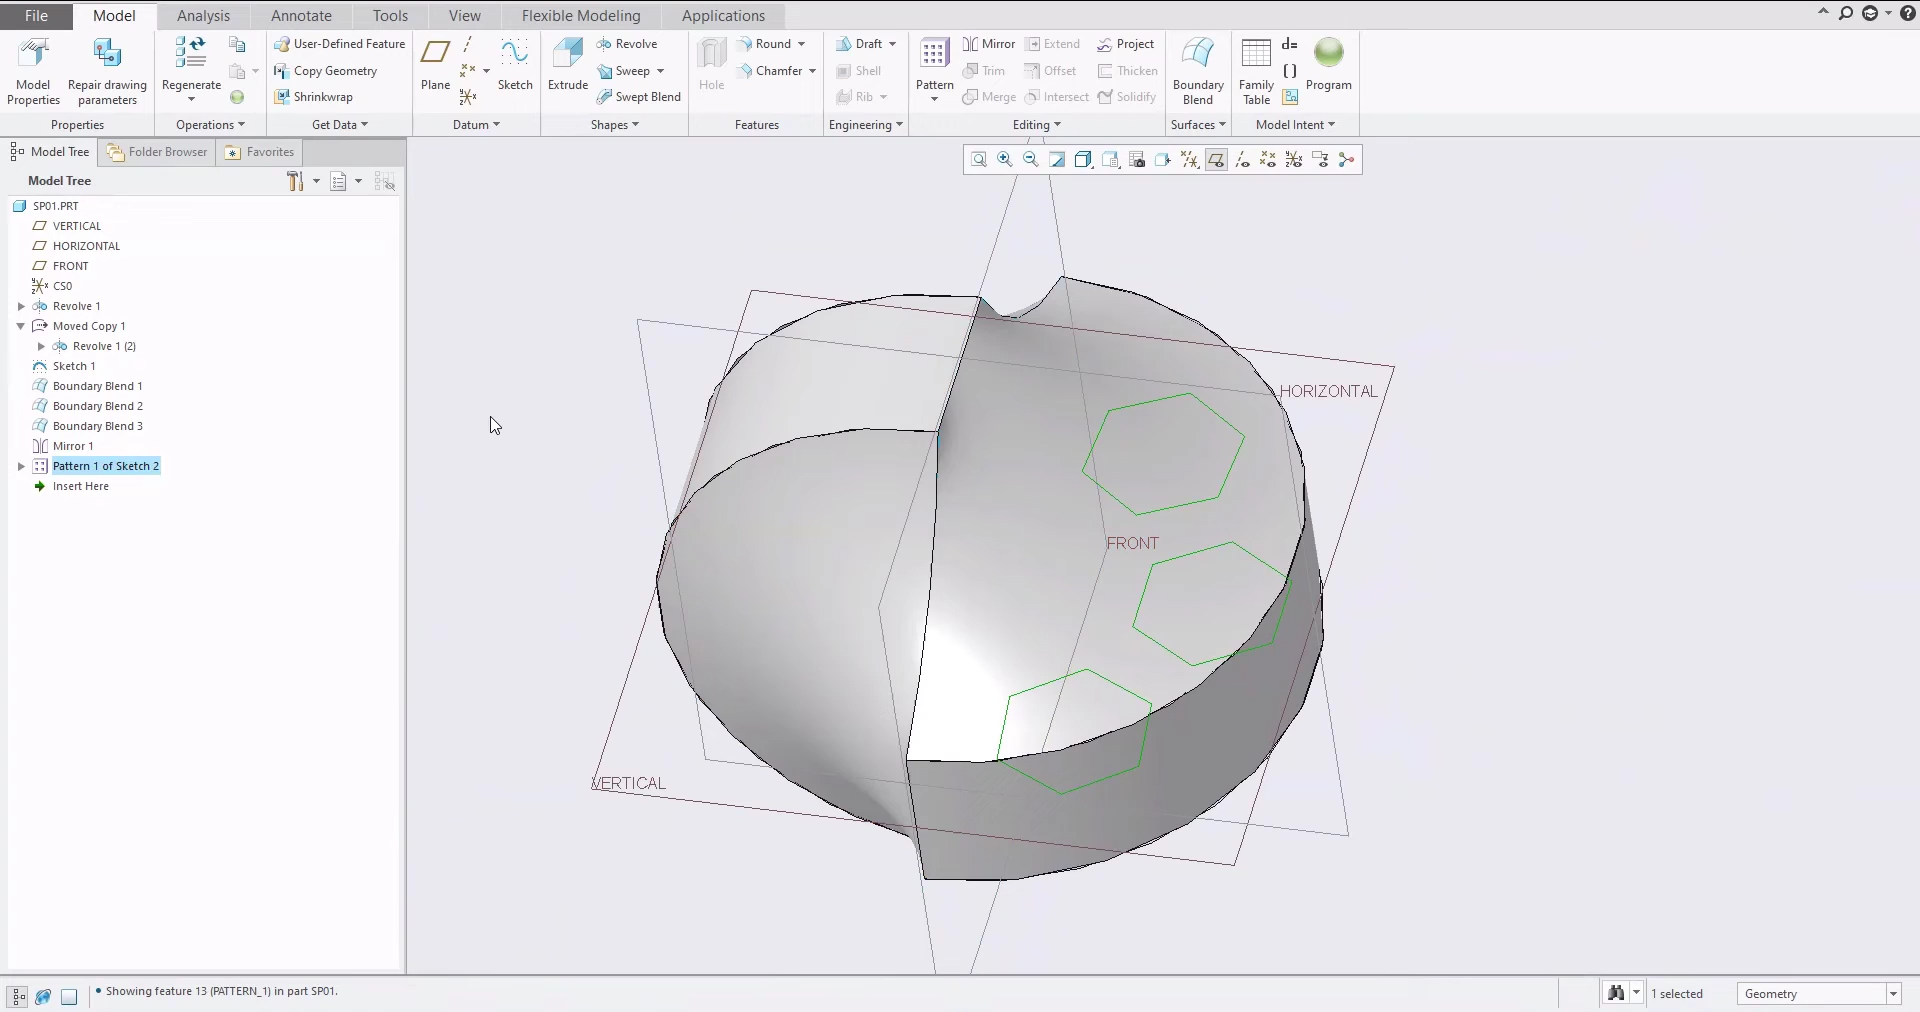 File Model Analysis Annotate Tools View Flexible Modeling Applications
Model Properties
Repair drawing parameters
Properties
Regenerate
Operations
User-Defined Feature
Copy Geometry
Shrinkwrap
Get Data
Plane
Sketch
Datum
Extrude
Revolve
Sweep
Swept Blend
Shapes
Hole
Round
Chamfer
Features
Draft
Shell
Rib
Engineering
Pattern
Mirror Extend Project
Trim Offset Thicken
Merge Intersect Solidify
Editing
Boundary Blend
Surfaces
Family Table
d=
[ ]
Program
Model Intent
Model Tree Folder Browser Favorites
Model Tree
SP01.PRT
VERTICAL
HORIZONTAL
FRONT
CS0
Revolve 1
Moved Copy 1
Revolve 1 (2)
Sketch 1
Boundary Blend 1
Boundary Blend 2
Boundary Blend 3
Mirror 1
Pattern 1 of Sketch 2
Insert Here
HORIZONTAL
FRONT
VERTICAL
Showing feature 13 (PATTERN_1) in part SP01.
1 selected
Geometry